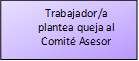 Trabajador/a
plantea queja al
Comité Asesor